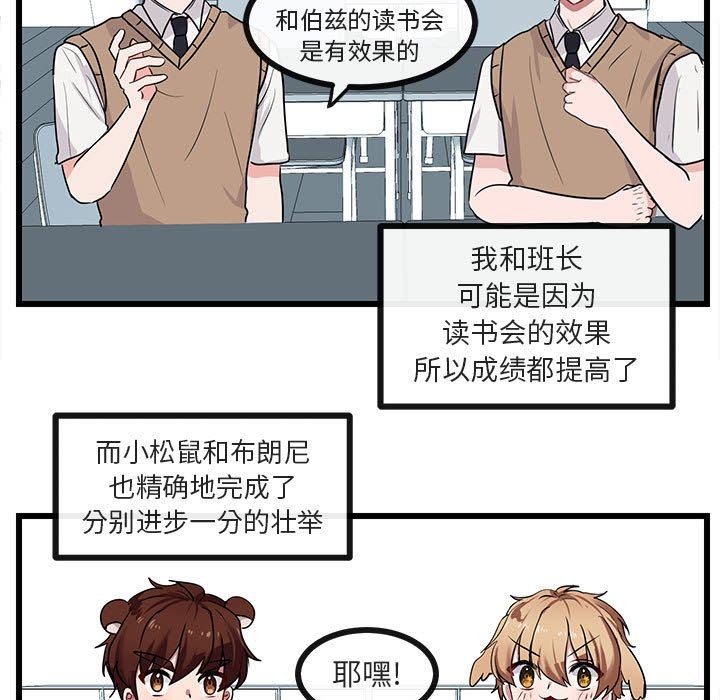 和伯兹的读书会
是有效果的
我和班长
可能是因为
读书会的效果
所以成绩都提高了
而小松鼠和布朗尼
也精确地完成了
分别进步一分的壮举
耶嘿!